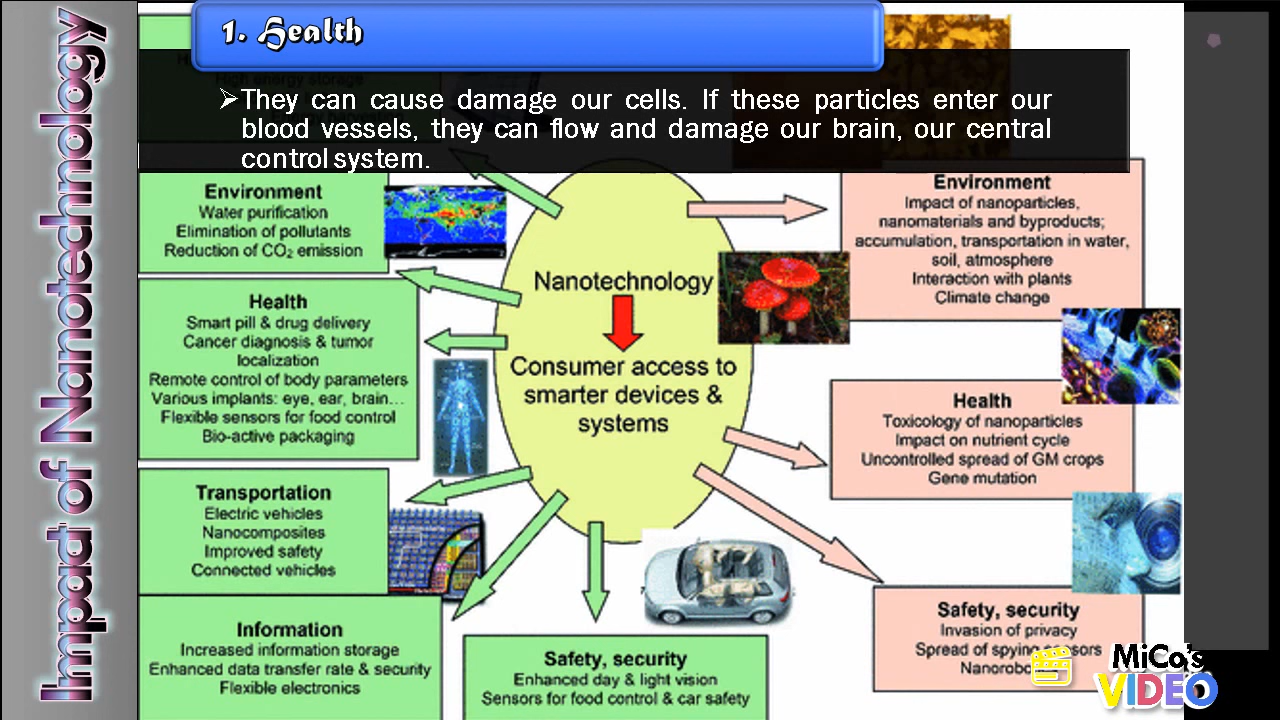 Impact of Nanotechnology
1. Health
➢They can cause damage our cells. If these particles enter our
blood vessels, they can flow and damage our brain, our central
control system.
High energy storage
Environment
Water purification
Elimination of pollutants
Reduction of CO₂ emission
Health
Smart pill & drug delivery
Cancer diagnosis & tumor
localization
Remote control of body parameters
Various implants: eye, ear, brain...
Flexible sensors for food control
Bio-active packaging
Transportation
Electric vehicles
Nanocomposites
Improved safety
Connected vehicles
Information
Increased information storage
Enhanced data transfer rate & security
Flexible electronics
Nanotechnology
Consumer access to
smarter devices &
systems
Safety, security
Enhanced day & light vision
Sensors for food control & car safety
Environment
Impact of nanoparticles,
nanomaterials and byproducts;
accumulation, transportation in water,
soil, atmosphere
Interaction with plants
Climate change
Health
Toxicology of nanoparticles
Impact on nutrient cycle
Uncontrolled spread of GM crops
Gene mutation
Safety, security
Invasion of privacy
Spread of spying
MiCo's
VIDEO